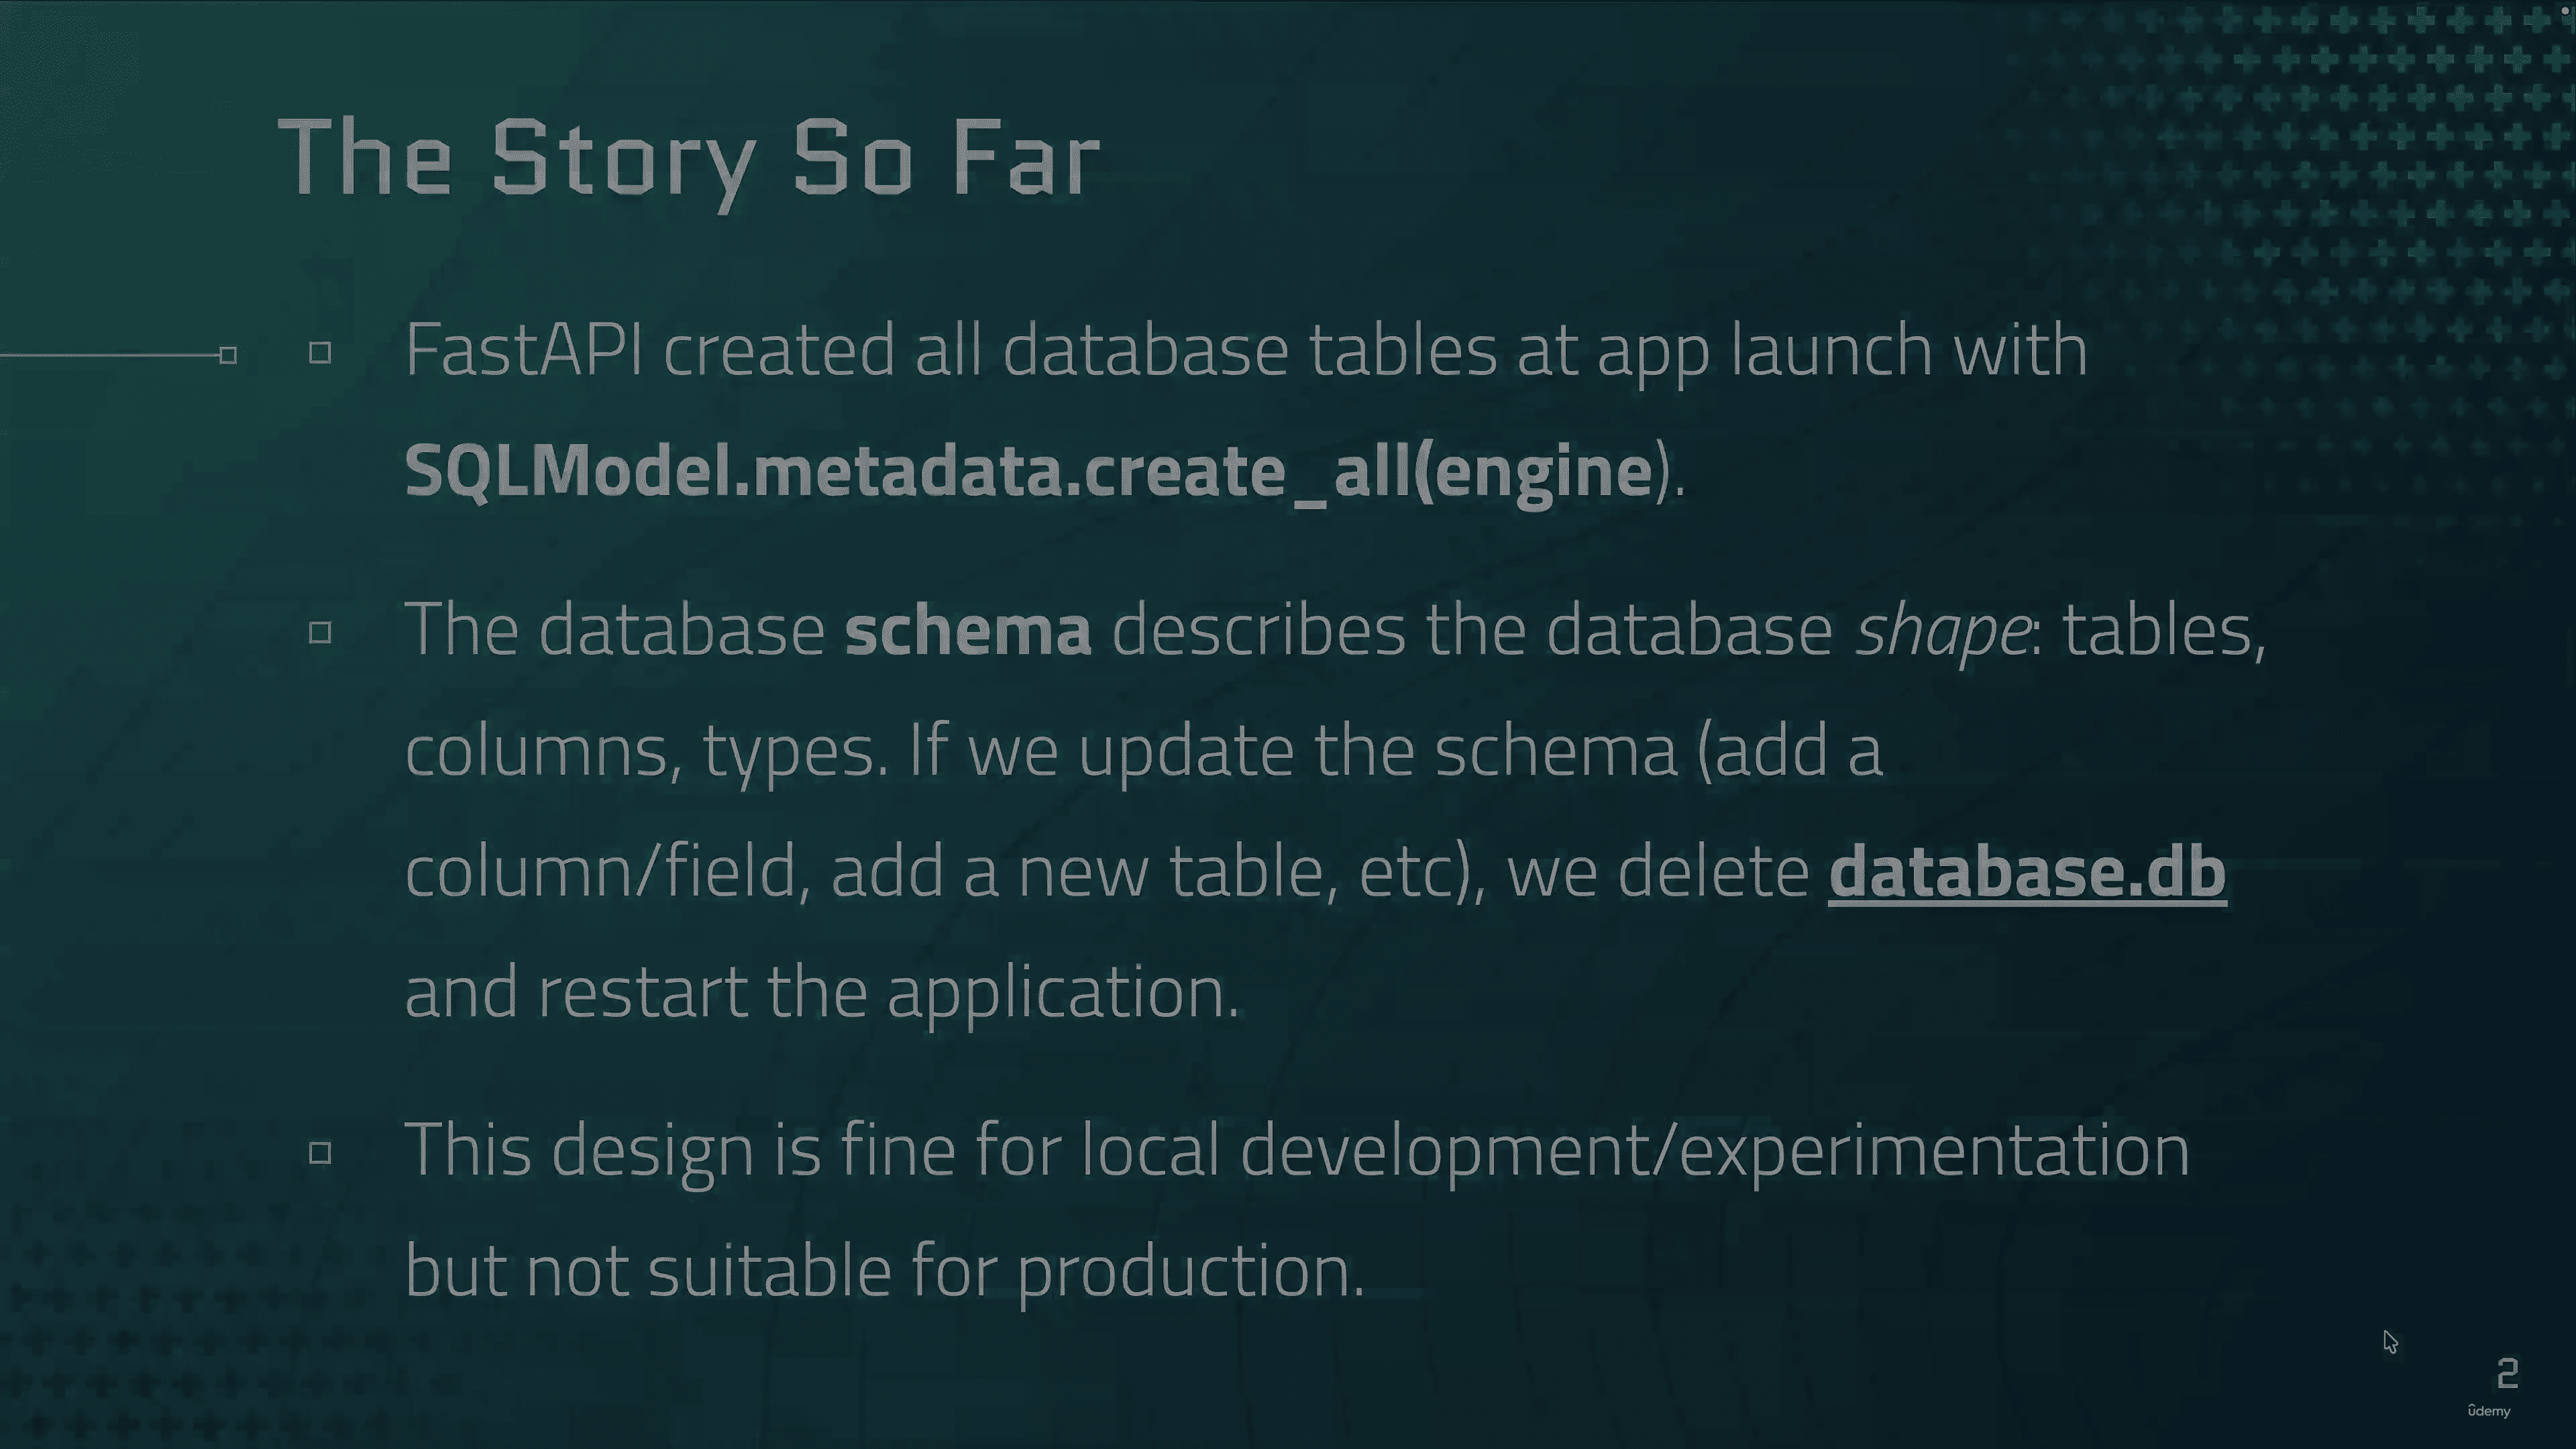 The Story So Far
FastAPI created all database tables at app launch with
SQLModel.metadata.create_all(engine).
The database schema describes the database shape: tables,
columns, types. If we update the schema (add a
column/field, add a new table, etc), we delete database.db
and restart the application.
This design is fine for local development/experimentation
but not suitable for production.
2
ûdemy